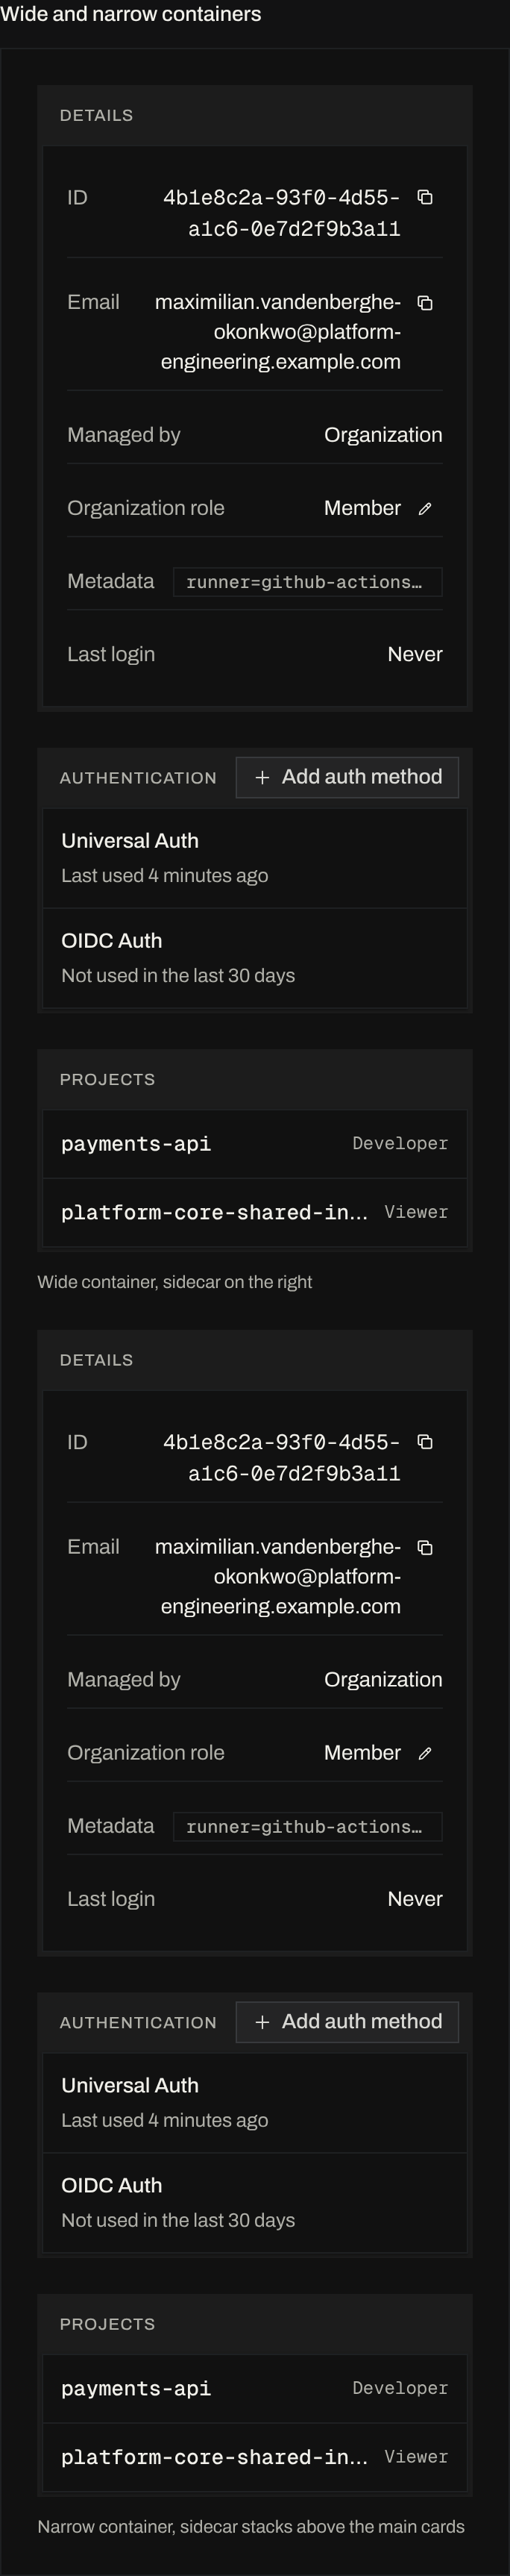 Wide and narrow containers
DETAILS
ID
4b1e8c2a-93f0-4d55-
a1c6-0e7d2f9b3a11
Email
maximilian.vandenberghe-
okonkwo@platform-
engineering.example.com
Managed by
Organization
Organization role
Member
Metadata
runner=github-actions…
Last login
Never
AUTHENTICATION
Add auth method
Universal Auth
Last used 4 minutes ago
OIDC Auth
Not used in the last 30 days
PROJECTS
payments-api
Developer
platform-core-shared-in…
Viewer
Wide container, sidecar on the right
DETAILS
ID
4b1e8c2a-93f0-4d55-
a1c6-0e7d2f9b3a11
Email
maximilian.vandenberghe-
okonkwo@platform-
engineering.example.com
Managed by
Organization
Organization role
Member
Metadata
runner=github-actions…
Last login
Never
AUTHENTICATION
Add auth method
Universal Auth
Last used 4 minutes ago
OIDC Auth
Not used in the last 30 days
PROJECTS
payments-api
Developer
platform-core-shared-in…
Viewer
Narrow container, sidecar stacks above the main cards